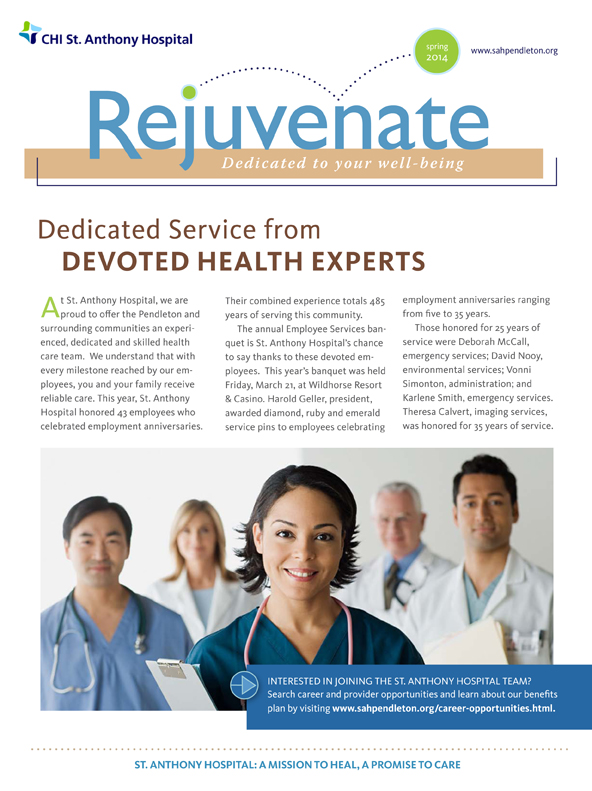 CHI St. Anthony Hospital
spring
2014
www.sahpendleton.org
Rejuvenate
Dedicated to your well-being
Dedicated Service from
DEVOTED HEALTH EXPERTS
At St. Anthony Hospital, we are
proud to offer the Pendleton and
surrounding communities an experi-
enced, dedicated and skilled health
care team.  We understand that with
every milestone reached by our em-
ployees, you and your family receive
reliable care. This year, St. Anthony
Hospital honored 43 employees who
celebrated employment anniversaries.
Their combined experience totals 485
years of serving this community.
The annual Employee Services ban-
quet is St. Anthony Hospital's chance
to say thanks to these devoted em-
ployees.  This year's banquet was held
Friday, March 21, at Wildhorse Resort
& Casino. Harold Geller, president,
awarded diamond, ruby and emerald
service pins to employees celebrating
employment anniversaries ranging
from five to 35 years.
Those honored for 25 years of
service were Deborah McCall,
emergency services; David Nooy,
environmental services; Vonni
Simonton, administration; and
Karlene Smith, emergency services.
Theresa Calvert, imaging services,
was honored for 35 years of service.
INTERESTED IN JOINING THE ST. ANTHONY HOSPITAL TEAM?
Search career and provider opportunities and learn about our benefits
plan by visiting www.sahpendleton.org/career-opportunities.html.
ST. ANTHONY HOSPITAL: A MISSION TO HEAL, A PROMISE TO CARE